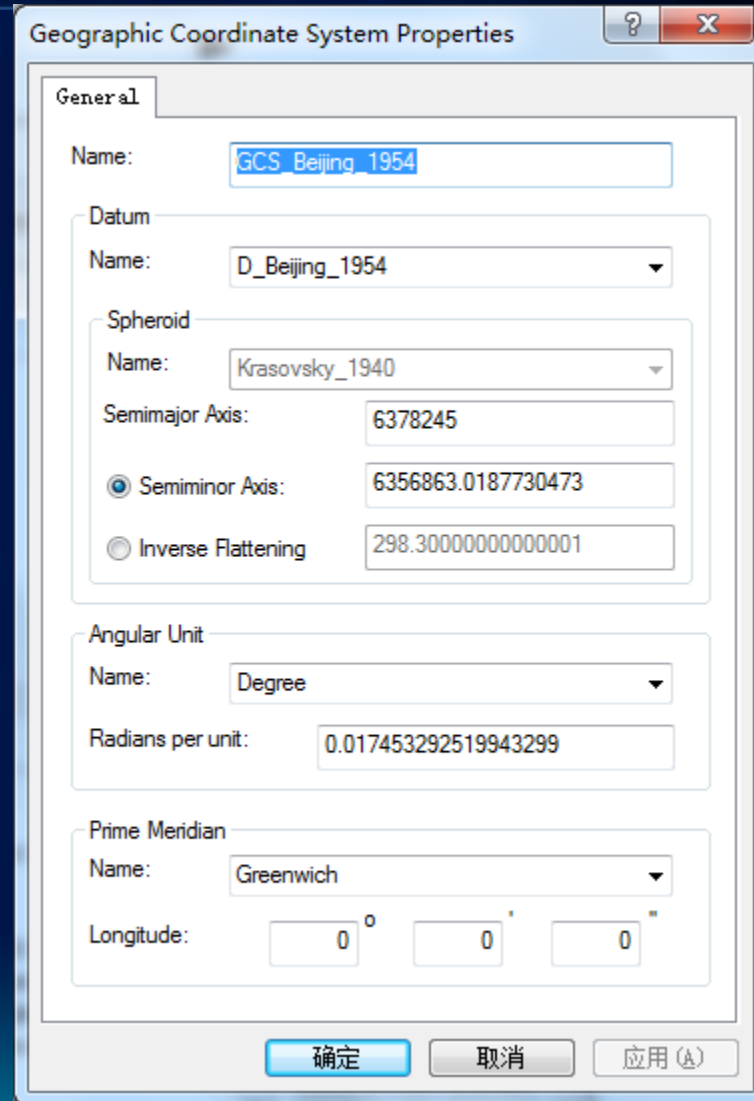 Geographic Coordinate System Properties
?
X
General
Name: GCS_Beijing_1954
Datum
Name: D_Beijing_1954
Spheroid
Name: Krasovsky_1940
Semimajor Axis: 6378245
Semiminor Axis: 6356863.0187730473
Inverse Flattening 298.30000000000001
Angular Unit
Name: Degree
Radians per unit: 0.017453292519943299
Prime Meridian
Name: Greenwich
Longitude: 0 ° 0 ' 0 "
确定 取消 应用(A)